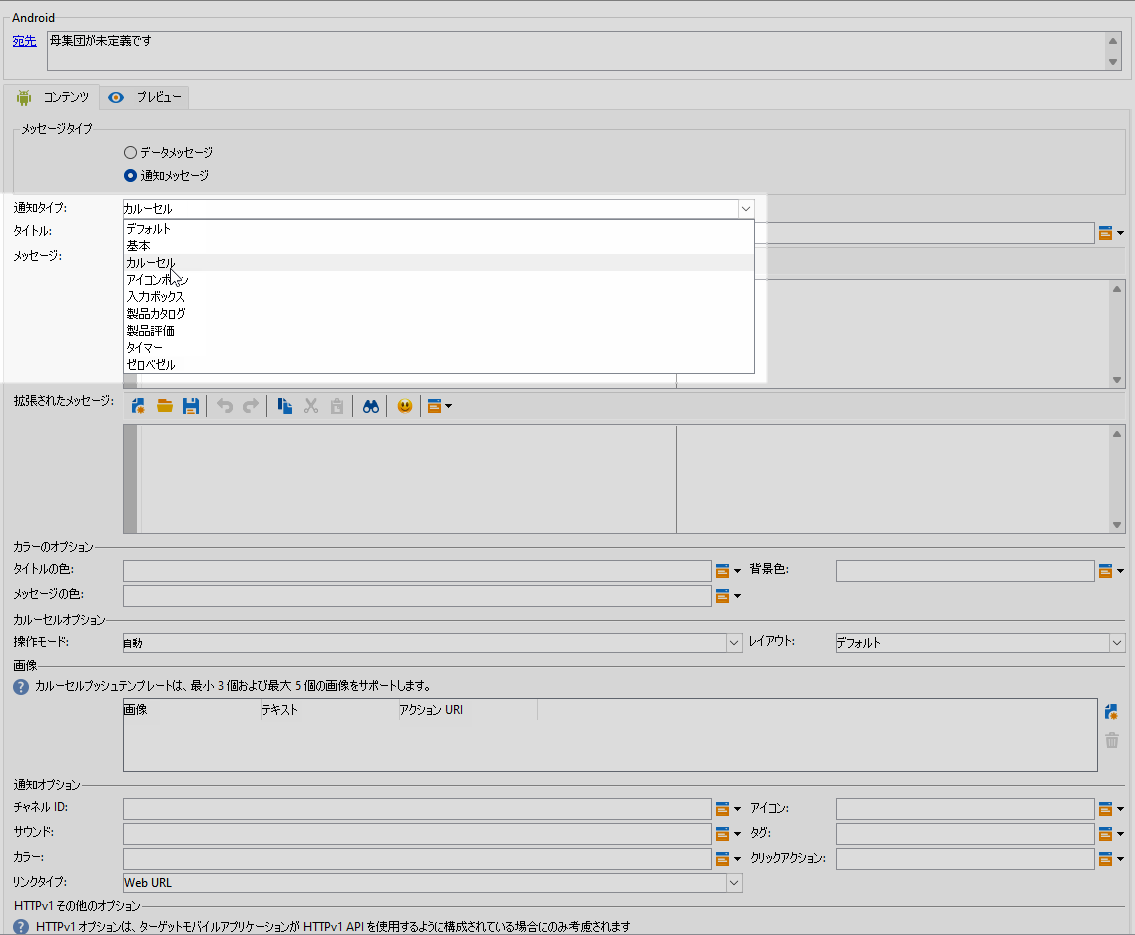 Android
宛先 母集団が未定義です
コンテンツ プレビュー
メッセージタイプ
データメッセージ
通知メッセージ
通知タイプ: カルーセル
タイトル:
メッセージ:
デフォルト
基本
カルーセル
アイコンボタン
入力ボックス
製品カタログ
製品評価
タイマー
ゼロベゼル
拡張されたメッセージ:
カラーのオプション
タイトルの色: 背景色:
メッセージの色:
カルーセルオプション
操作モード: 自動 レイアウト: デフォルト
画像
カルーセルプッシュテンプレートは、最小 3 個および最大 5 個の画像をサポートします。
画像 テキスト アクション URI
通知オプション
チャネル ID: アイコン:
サウンド: タグ:
カラー: クリックアクション:
リンクタイプ: Web URL
HTTPv1 その他のオプション
HTTPv1 オプションは、ターゲットモバイルアプリケーションが HTTPv1 API を使用するように構成されている場合にのみ考慮されます